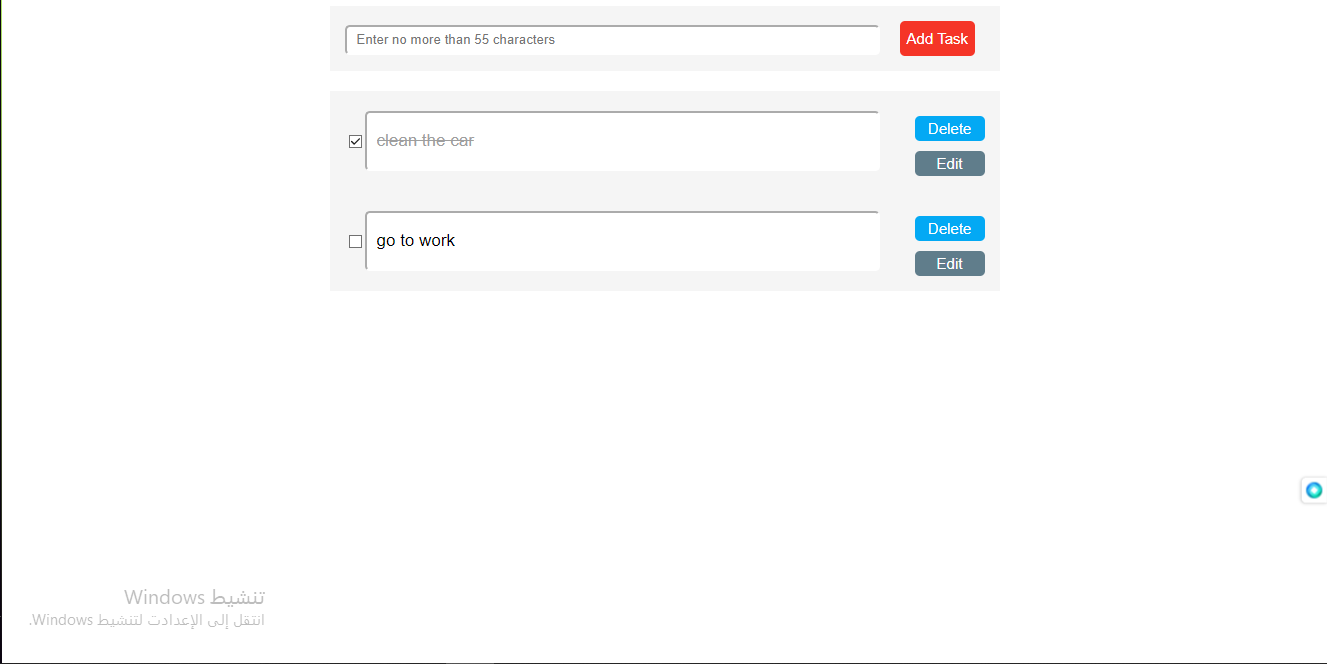 Enter no more than 55 characters
Add Task
clean the car
Delete
Edit
go to work
Delete
Edit
تنشيط Windows
انتقل إلى الإعدادت لتنشيط Windows.